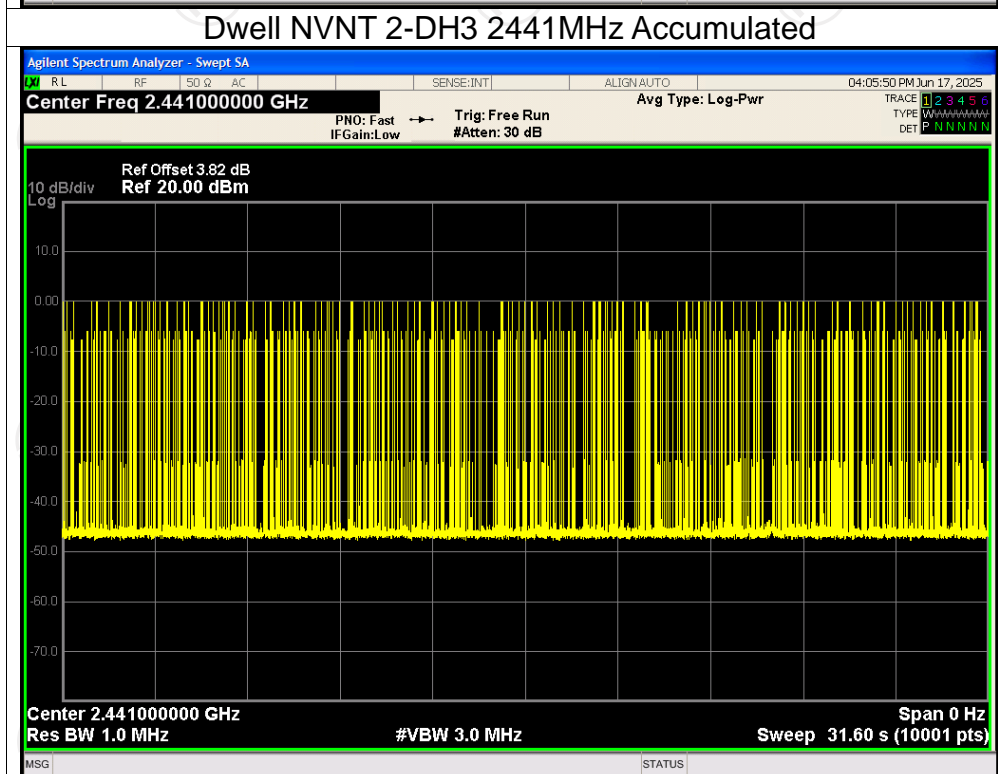 Dwell NVNT 2-DH3 2441MHz Accumulated
Agilent Spectrum Analyzer - Swept SA
LXI RL RF 50 Ω AC SENSE:INT ALIGN AUTO 04:05:50 PM Jun 17, 2025
Center Freq 2.441000000 GHz Avg Type: Log-Pwr TRACE 1 2 3 4 5 6
PNO: Fast Trig: Free Run TYPE WWWWWW
IFGain:Low #Atten: 30 dB DET P N N N N N
Ref Offset 3.82 dB
10 dB/div Ref 20.00 dBm
Log
10.0
0.00
-10.0
-20.0
-30.0
-40.0
-50.0
-60.0
-70.0
Center 2.441000000 GHz Span 0 Hz
Res BW 1.0 MHz #VBW 3.0 MHz Sweep 31.60 s (10001 pts)
MSG STATUS